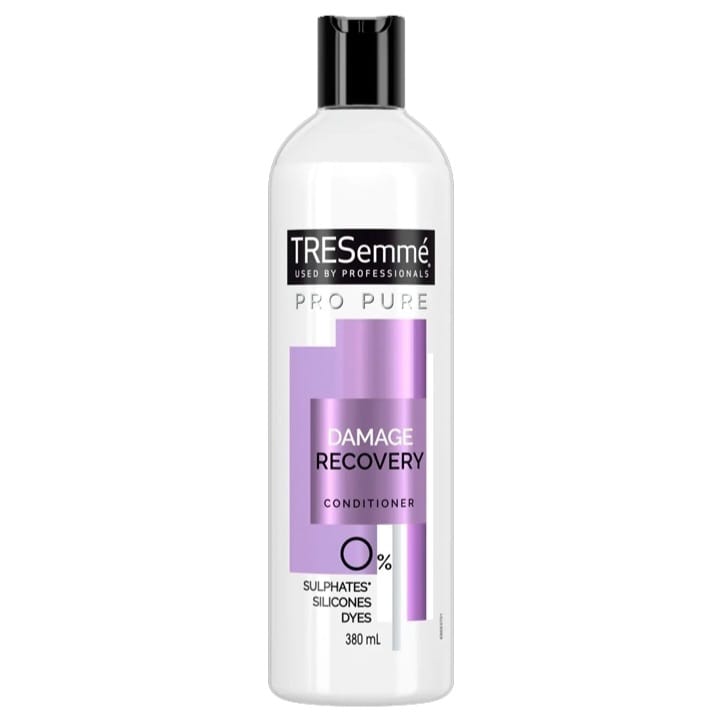 TRESemmé
USED BY PROFESSIONALS
PRO PURE
DAMAGE
RECOVERY
CONDITIONER
0%
SULPHATES*
SILICONES
DYES
380 mL